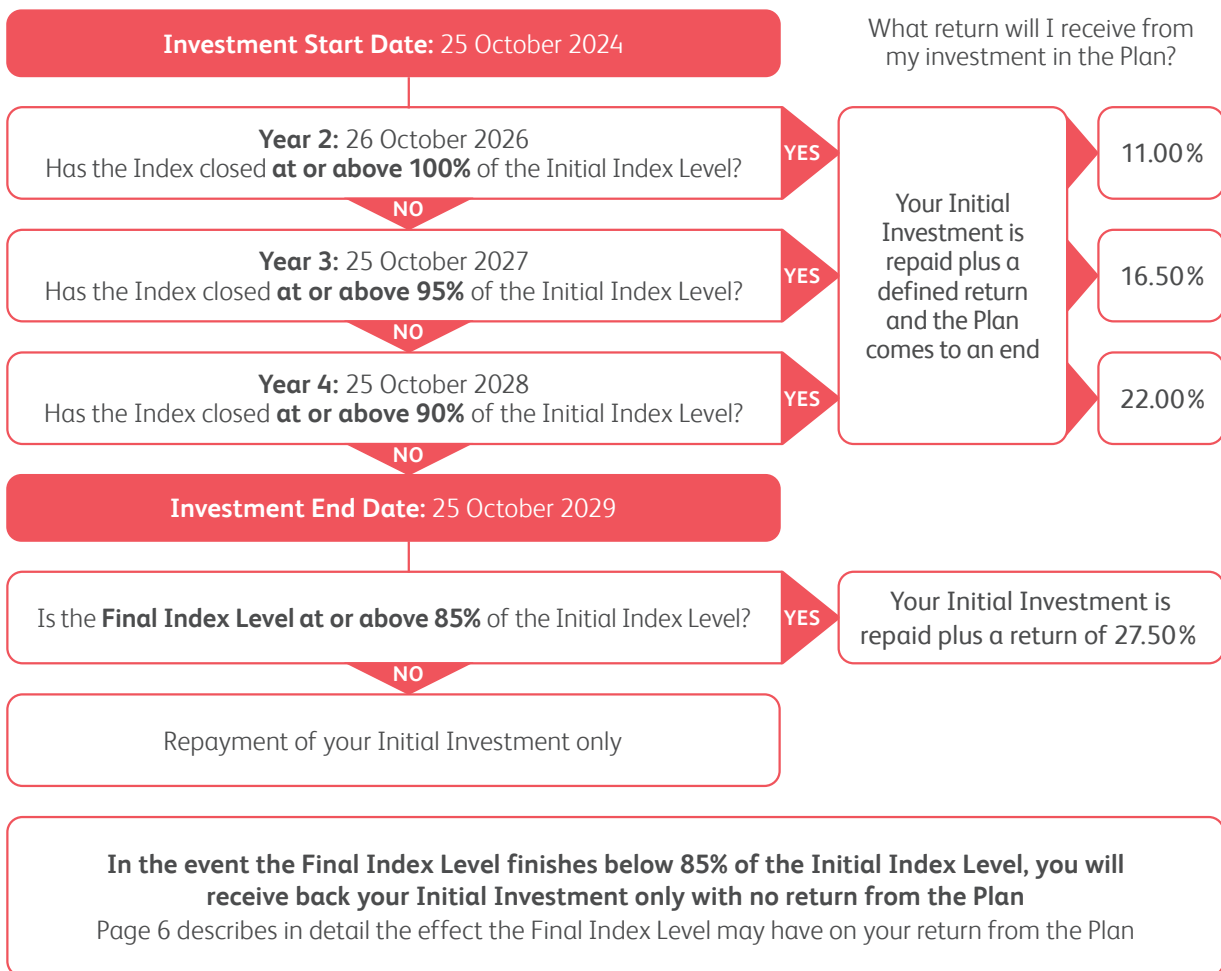 Investment Start Date: 25 October 2024
What return will I receive from
my investment in the Plan?
Year 2: 26 October 2026
Has the Index closed at or above 100% of the Initial Index Level?
YES
NO
Year 3: 25 October 2027
Has the Index closed at or above 95% of the Initial Index Level?
YES
NO
Year 4: 25 October 2028
Has the Index closed at or above 90% of the Initial Index Level?
YES
NO
Your Initial
Investment is
repaid plus a
defined return
and the Plan
comes to an end
11.00%
16.50%
22.00%
Investment End Date: 25 October 2029
Is the Final Index Level at or above 85% of the Initial Index Level?
YES
Your Initial Investment is
repaid plus a return of 27.50%
NO
Repayment of your Initial Investment only
In the event the Final Index Level finishes below 85% of the Initial Index Level, you will
receive back your Initial Investment only with no return from the Plan
Page 6 describes in detail the effect the Final Index Level may have on your return from the Plan